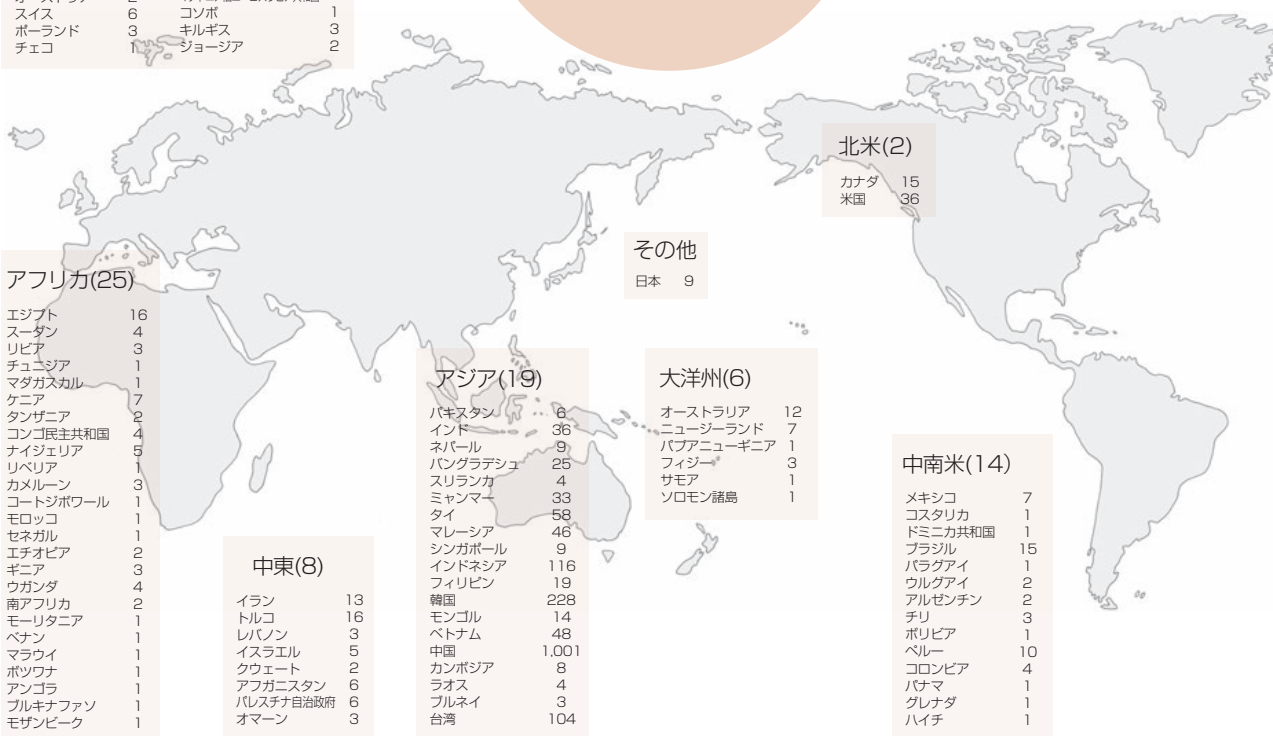 スイス 6 コソボ 1
ポーランド 3 キルギス 3
チェコ 1 ジョージア 2
北米(2)
カナダ 15
米国 36
その他
日本 9
アフリカ(25)
エジプト 16
スーダン 4
リビア 3
チュニジア 1
マダガスカル 1
ケニア 7
タンザニア 2
コンゴ民主共和国 4
ナイジェリア 5
リベリア 1
カメルーン 3
コートジボワール 1
モロッコ 1
セネガル 1
エチオピア 2
ギニア 3
ウガンダ 4
南アフリカ 2
モーリタニア 1
ベナン 1
マラウイ 1
ボツワナ 1
アンゴラ 1
ブルキナファソ 1
モザンビーク 1
中東(8)
イラン 13
トルコ 16
レバノン 3
イスラエル 5
クウェート 2
アフガニスタン 6
パレスチナ自治政府 6
オマーン 3
アジア(19)
パキスタン 6
インド 36
ネパール 9
バングラデシュ 25
スリランカ 4
ミャンマー 33
タイ 58
マレーシア 46
シンガポール 9
インドネシア 116
フィリピン 19
韓国 228
モンゴル 14
ベトナム 48
中国 1,001
カンボジア 8
ラオス 4
ブルネイ 3
台湾 104
大洋州(6)
オーストラリア 12
ニュージーランド 7
パプアニューギニア 1
フィジー 3
サモア 1
ソロモン諸島 1
中南米(14)
メキシコ 7
コスタリカ 1
ドミニカ共和国 1
ブラジル 15
パラグアイ 1
ウルグアイ 2
アルゼンチン 2
チリ 3
ボリビア 1
ペルー 10
コロンビア 4
パナマ 1
グレナダ 1
ハイチ 1